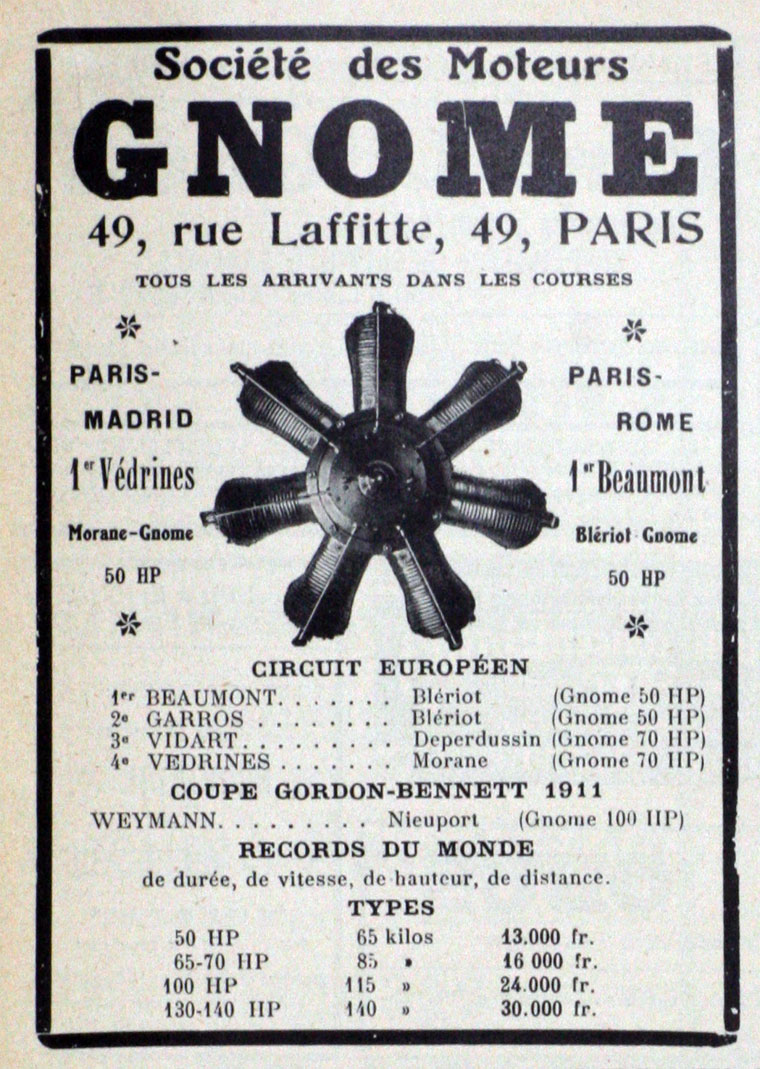 Société des Moteurs
GNOME
49, rue Laffitte, 49, PARIS
TOUS LES ARRIVANTS DANS LES COURSES
PARIS-
MADRID
1er Védrines
Morane-Gnome
50 HP
PARIS-
ROME
1er Beaumont
Blériot Gnome
50 HP
CIRCUIT EUROPÉEN
1er BEAUMONT. . . . . . . Blériot (Gnome 50 HP)
2e GARROS . . . . . . . . Blériot (Gnome 50 HP)
3e VIDART. . . . . . . . . Deperdussin (Gnome 70 HP)
4e VEDRINES . . . . . . . Morane (Gnome 70 HP)
COUPE GORDON-BENNETT 1911
WEYMANN. . . . . . . . . Nieuport (Gnome 100 HP)
RECORDS DU MONDE
de durée, de vitesse, de hauteur, de distance.
TYPES
50 HP 65 kilos 13.000 fr.
65-70 HP 85 » 16 000 fr.
100 HP 115 » 24.000 fr.
130-140 HP 140 » 30.000 fr.